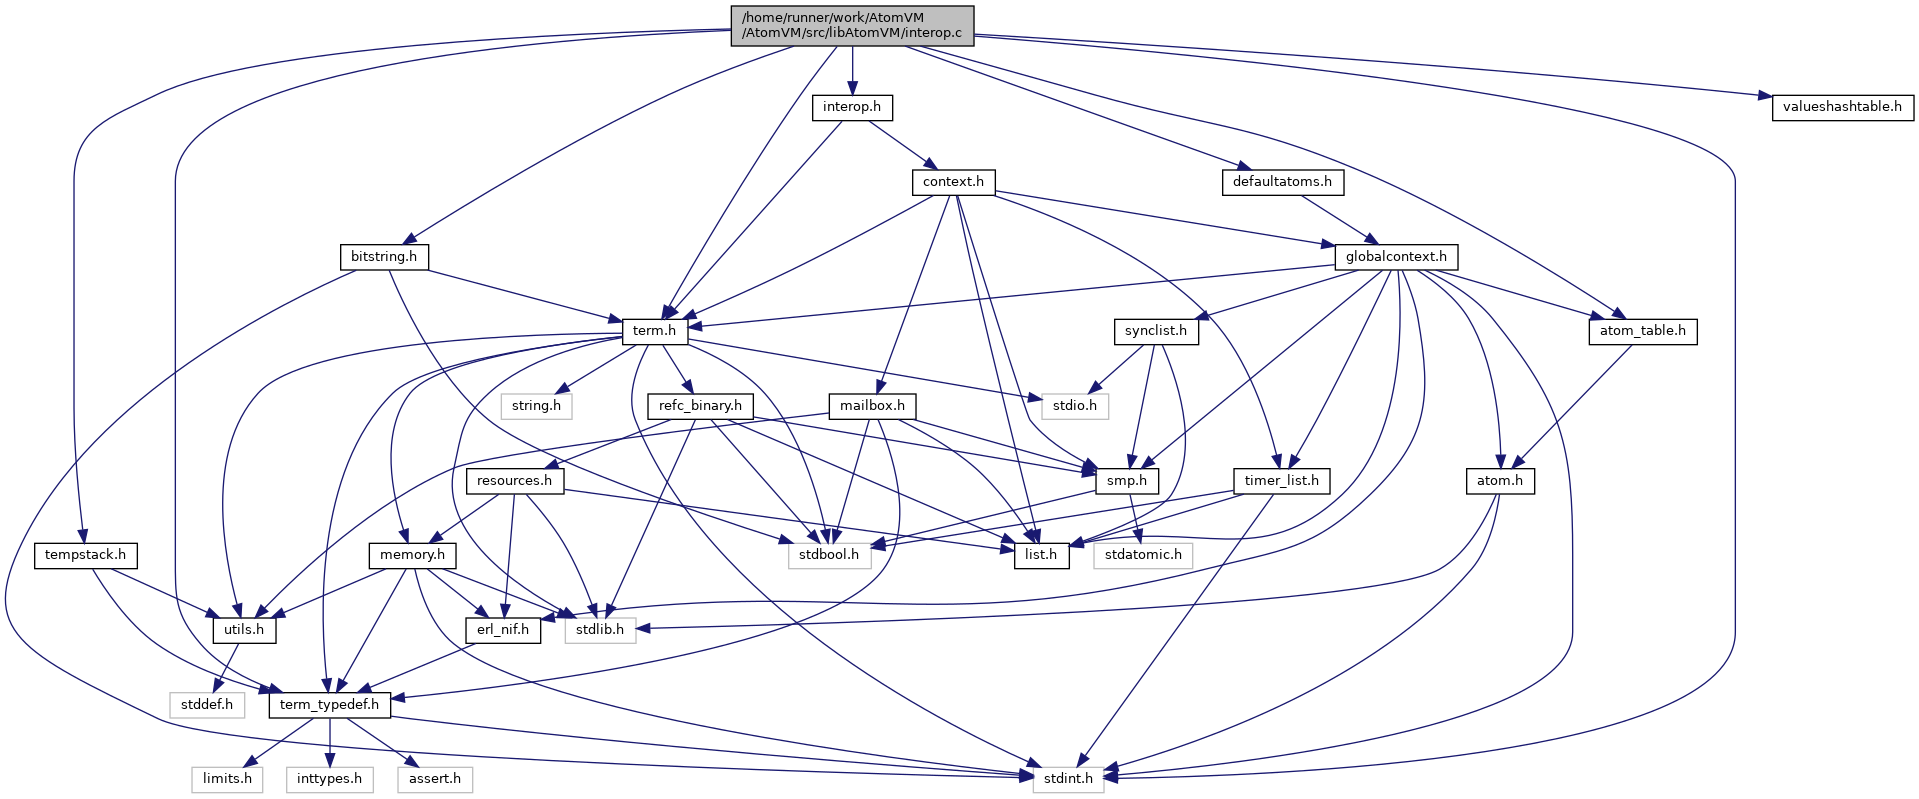 /home/runner/work/AtomVM
/AtomVM/src/libAtomVM/interop.c
interop.h
valueshashtable.h
context.h
defaultatoms.h
bitstring.h
globalcontext.h
term.h
synclist.h
atom_table.h
string.h
refc_binary.h
mailbox.h
stdio.h
resources.h
smp.h
timer_list.h
atom.h
tempstack.h
memory.h
stdbool.h
list.h
stdatomic.h
utils.h
erl_nif.h
stdlib.h
stddef.h
term_typedef.h
limits.h
inttypes.h
assert.h
stdint.h